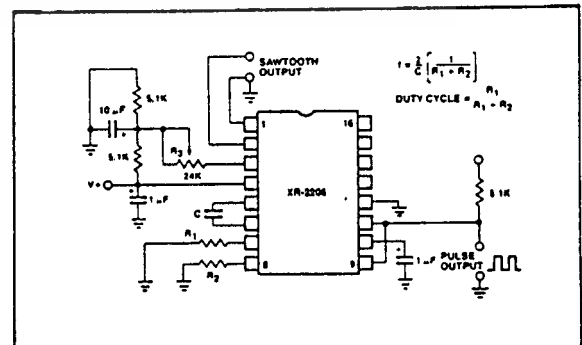 SAWTOOTH
OUTPUT
f = 2/C [1/R1 + R2]
DUTY CYCLE = R1/R1 + R2
5.1K
10 µF
+
5.1K
R3
24K
V+
+
1 µF
C
R1
R2
1
16
XR-2206
8
9
+
1 µF
5.1K
PULSE
OUTPUT